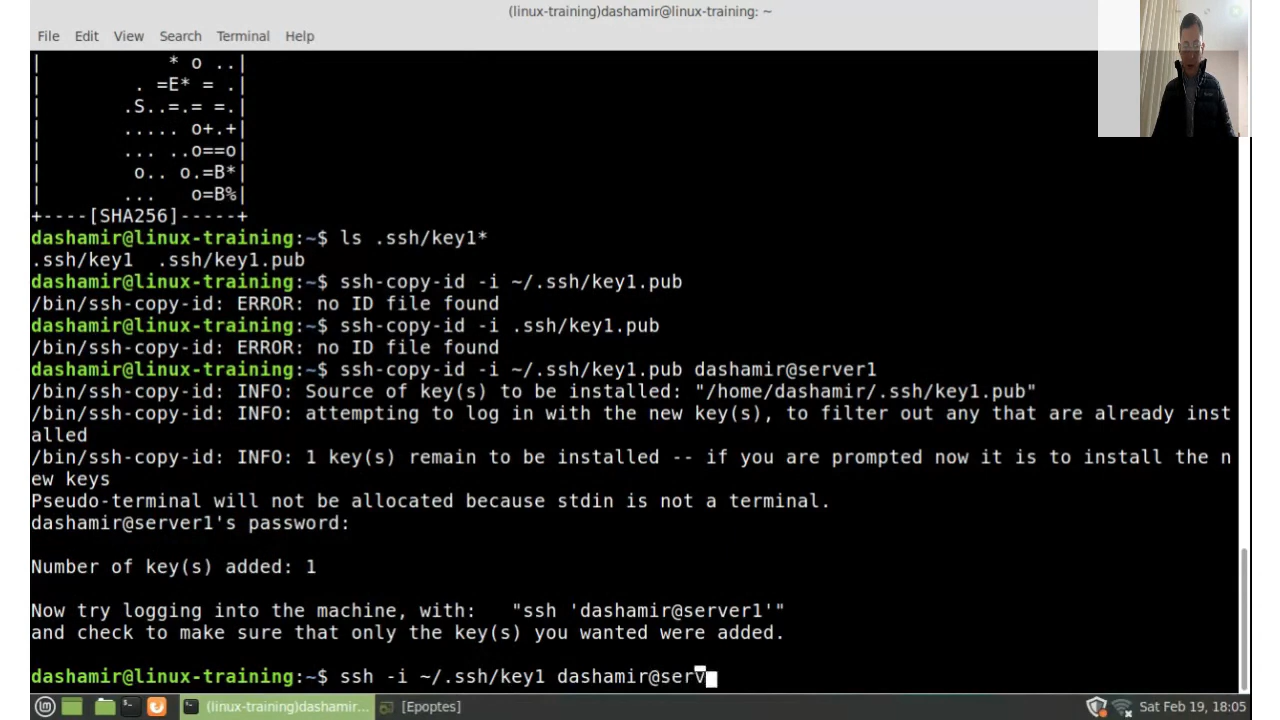 (linux-training)dashamir@linux-training: ~
File Edit View Search Terminal Help
|           * o ..|
|        . =E* = .|
|       .S..=.= =.|
|       ..... o+.+|
|       ... ..o==o|
|        o.. o.=B*|
|       ...   o=B%|
+----[SHA256]-----+
dashamir@linux-training:~$ ls .ssh/key1*
.ssh/key1  .ssh/key1.pub
dashamir@linux-training:~$ ssh-copy-id -i ~/.ssh/key1.pub
/bin/ssh-copy-id: ERROR: no ID file found
dashamir@linux-training:~$ ssh-copy-id -i .ssh/key1.pub
/bin/ssh-copy-id: ERROR: no ID file found
dashamir@linux-training:~$ ssh-copy-id -i ~/.ssh/key1.pub dashamir@server1
/bin/ssh-copy-id: INFO: Source of key(s) to be installed: "/home/dashamir/.ssh/key1.pub"
/bin/ssh-copy-id: INFO: attempting to log in with the new key(s), to filter out any that are already inst
alled
/bin/ssh-copy-id: INFO: 1 key(s) remain to be installed -- if you are prompted now it is to install the n
ew keys
Pseudo-terminal will not be allocated because stdin is not a terminal.
dashamir@server1's password:
Number of key(s) added: 1
Now try logging into the machine, with:   "ssh 'dashamir@server1'"
and check to make sure that only the key(s) you wanted were added.
dashamir@linux-training:~$ ssh -i ~/.ssh/key1 dashamir@serv
(linux-training)dashamir... [Epoptes] Sat Feb 19, 18:05